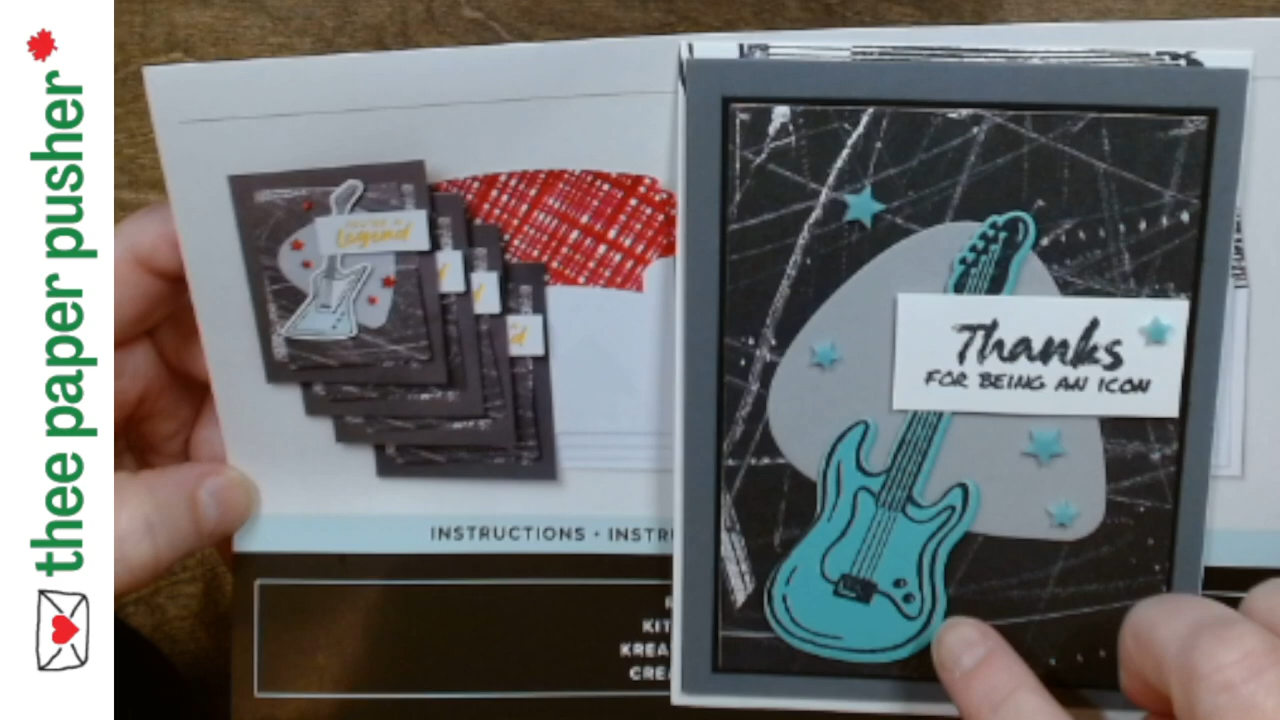 thee paper pusher
Legend
Thanks
FOR BEING AN ICON
INSTRUCTIONS • INSTR
KIT
KREA
CREA